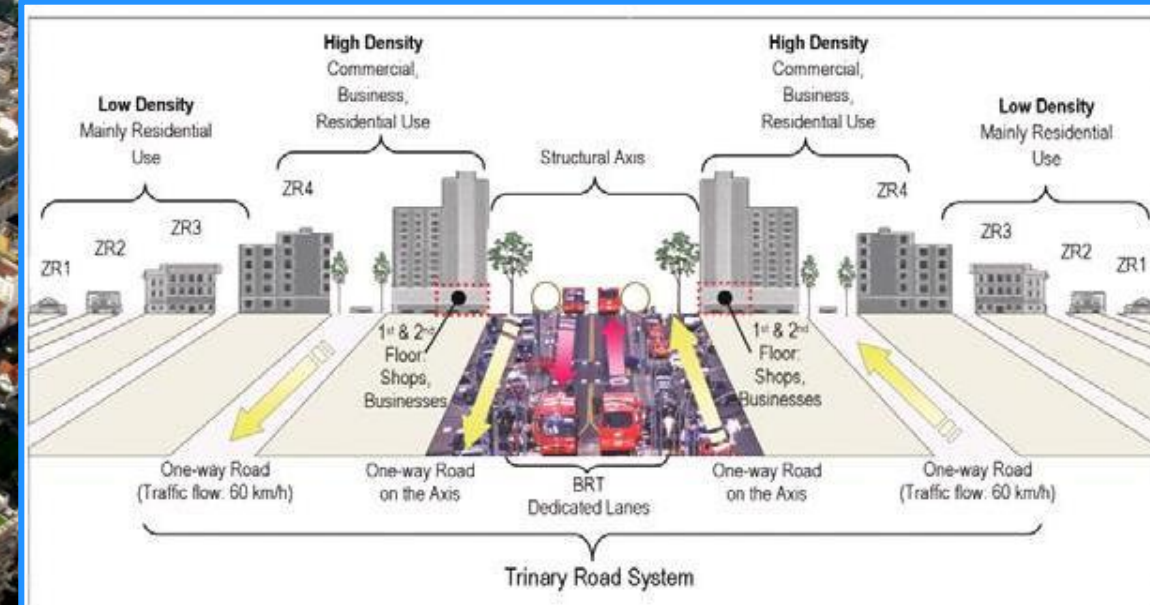 High Density
Commercial,
Business,
Residential Use
High Density
Commercial,
Business,
Residential Use
Low Density
Mainly Residential
Use
Low Density
Mainly Residential
Use
Structural Axis
ZR4
ZR4
ZR3
ZR2
ZR1
ZR3
ZR2
ZR1
1st & 2nd
Floor:
Shops,
Businesses
1st & 2nd
Floor:
Shops,
Businesses
One-way Road
(Traffic flow: 60 km/h)
One-way Road
on the Axis
BRT
Dedicated Lanes
One-way Road
on the Axis
One-way Road
(Traffic flow: 60 km/h)
Trinary Road System